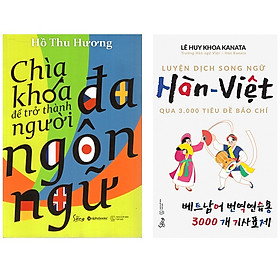 Hồ Thu Hương
Chìa khoá
để trở thành
người
đa
ngôn
ngữ
LÊ HUY KHOA KANATA
LUYỆN DỊCH SONG NGỮ
Hàn-Việt
QUA 3.000 TIÊU ĐỀ BÁO CHÍ
베트남어 번역연습용
3000 개 기사표제